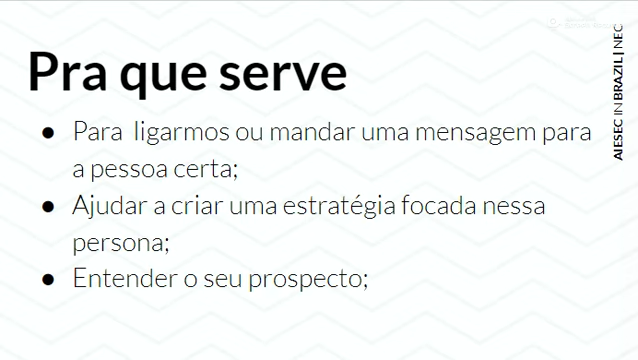 Pra que serve
● Para ligarmos ou mandar uma mensagem para
a pessoa certa;
● Ajudar a criar uma estratégia focada nessa
persona;
● Entender o seu prospecto;
AIESEC IN BRAZIL | NEC